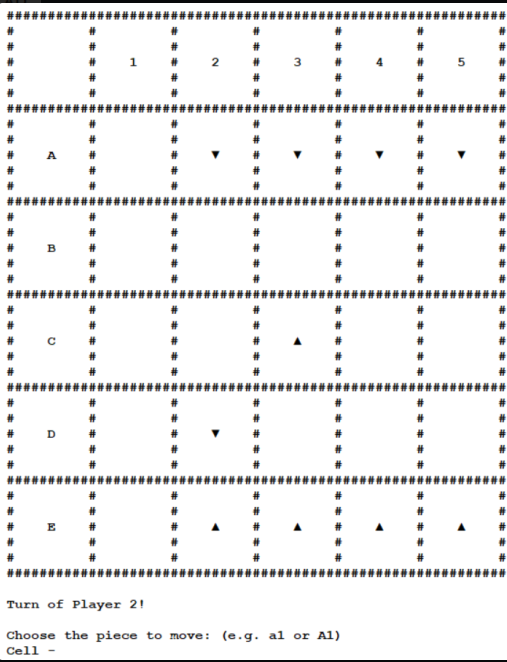 1 2 3 4 5
A ▼ ▼ ▼ ▼
B
C ▲
D ▼
E ▲ ▲ ▲ ▲
Turn of Player 2!
Choose the piece to move: (e.g. a1 or A1)
Cell -